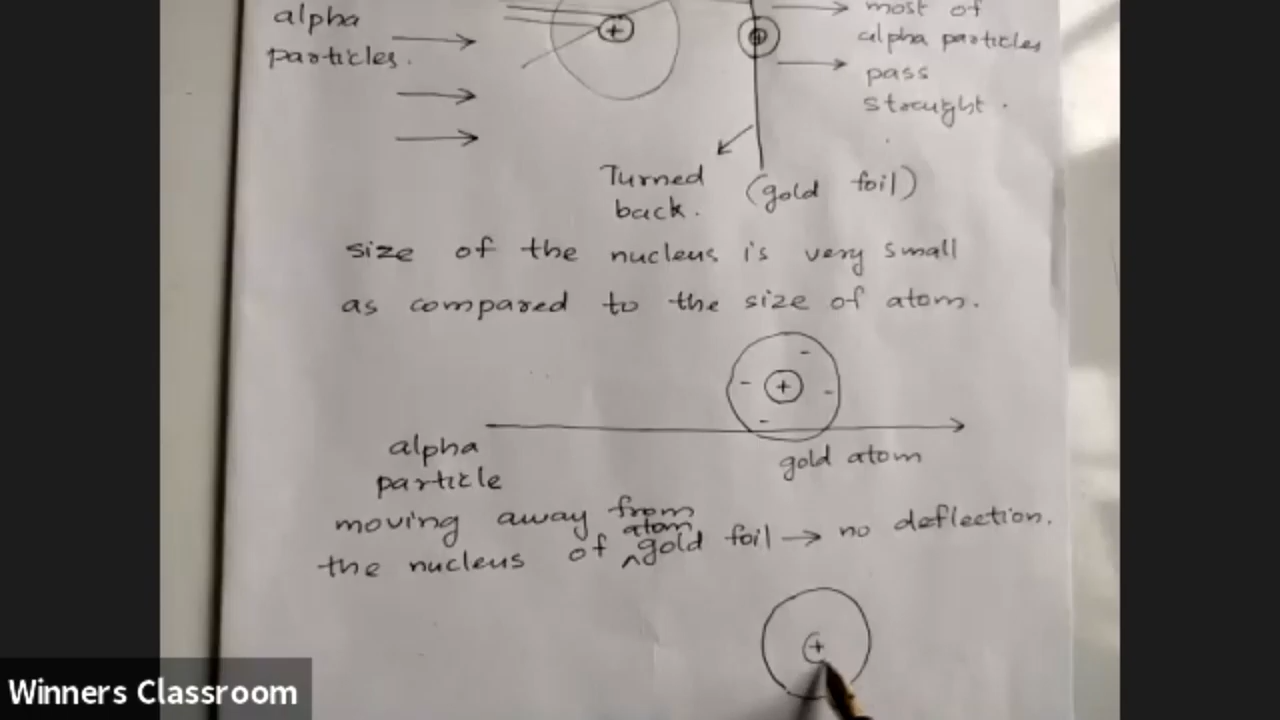 alpha
particles.
most of
alpha particles
pass
straught.
Turned
back.
(gold foil)
size of the nucleus is very small
as compared to the size of atom.
+
+
alpha
particle
gold atom
moving away from
the nucleus of atom gold foil → no deflection.
+
Winners Classroom